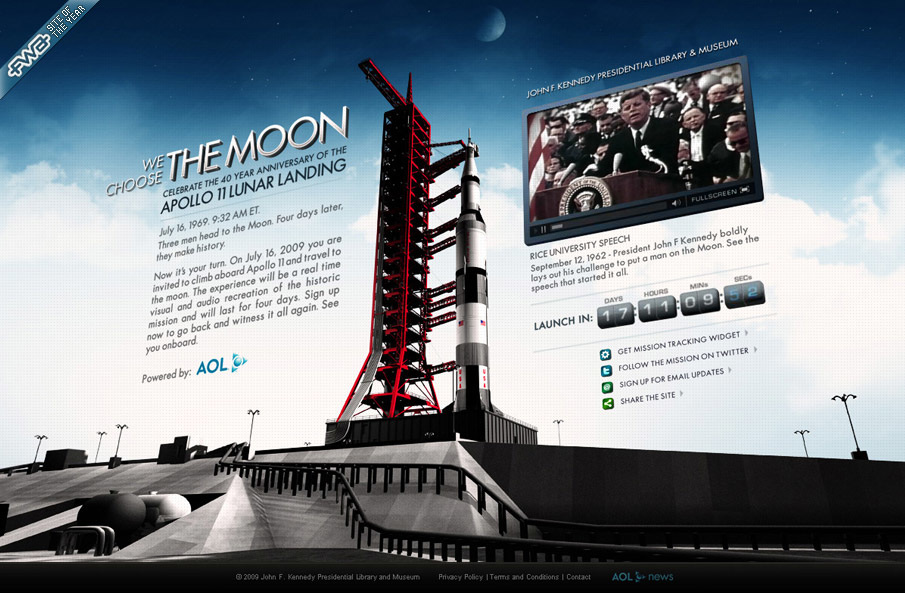 FWA SITE OF
THE YEAR
WE
CHOOSE THE MOON
CELEBRATE THE 40 YEAR ANNIVERSARY OF THE
APOLLO 11 LUNAR LANDING
July 16, 1969. 9:32 AM ET.
Three men head to the Moon. Four days later,
they make history.
Now it's your turn. On July 16, 2009 you are
invited to climb aboard Apollo 11 and travel to
the moon. The experience will be a real time
visual and audio recreation of the historic
mission and will last for four days. Sign up
now to go back and witness it all again. See
you onboard.
Powered by: AOL
USA
JOHN F. KENNEDY PRESIDENTIAL LIBRARY & MUSEUM
FULLSCREEN
RICE UNIVERSITY SPEECH
September 12, 1962 - President John F Kennedy boldly
lays out his challenge to put a man on the Moon. See the
speech that started it all.
DAYS HOURS MINs SECs
LAUNCH IN: 17 11 09 52
GET MISSION TRACKING WIDGET
FOLLOW THE MISSION ON TWITTER
SIGN UP FOR EMAIL UPDATES
SHARE THE SITE
© 2009 John F. Kennedy Presidential Library and Museum Privacy Policy | Terms and Conditions | Contact AOL news